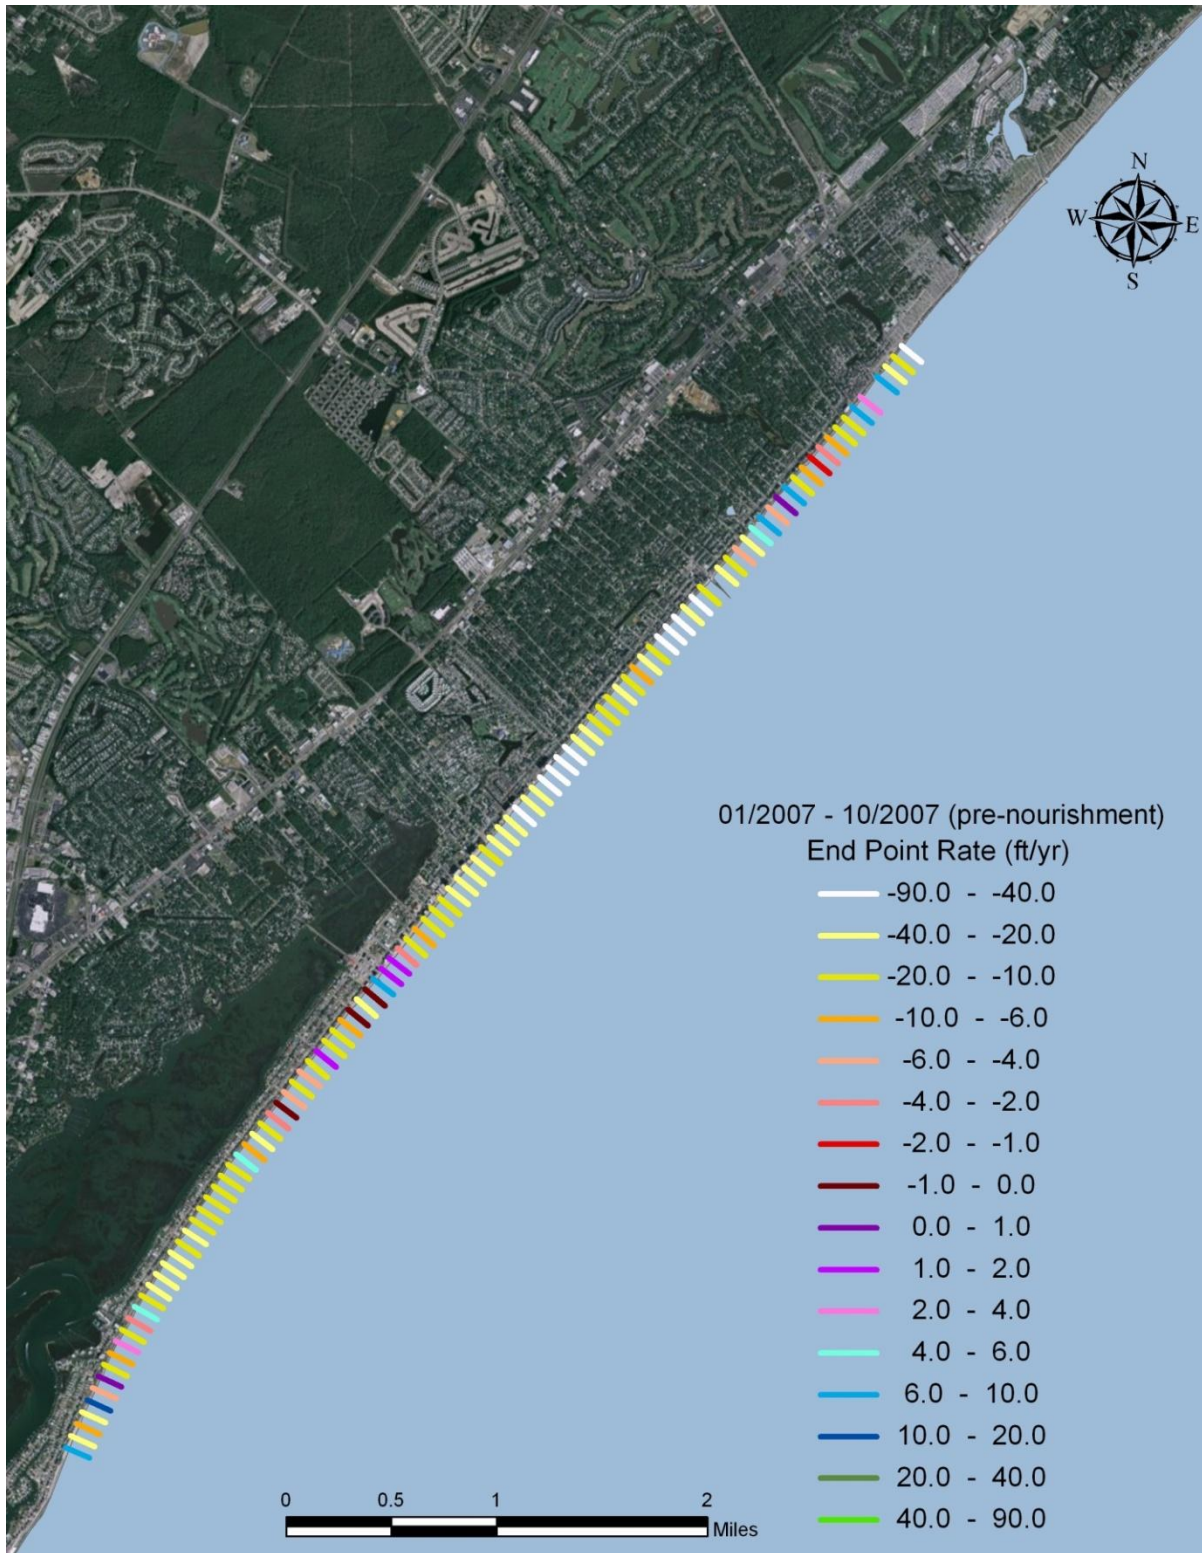 N
W E
S
01/2007 - 10/2007 (pre-nourishment)
End Point Rate (ft/yr)
-90.0 - -40.0
-40.0 - -20.0
-20.0 - -10.0
-10.0 - -6.0
-6.0 - -4.0
-4.0 - -2.0
-2.0 - -1.0
-1.0 - 0.0
0.0 - 1.0
1.0 - 2.0
2.0 - 4.0
4.0 - 6.0
6.0 - 10.0
10.0 - 20.0
20.0 - 40.0
40.0 - 90.0
0 0.5 1 2
Miles